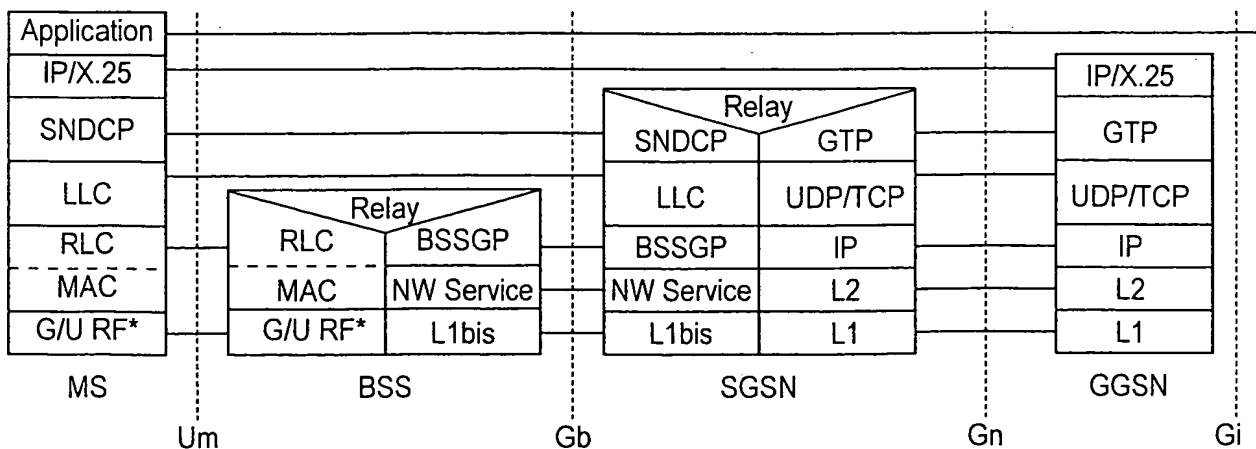 Application
IP/X.25
IP/X.25
SNDCP
Relay
SNDCP
GTP
GTP
LLC
Relay
LLC
UDP/TCP
UDP/TCP
RLC
RLC
BSSGP
BSSGP
IP
IP
MAC
MAC
NW Service
NW Service
L2
L2
G/U RF*
G/U RF*
L1bis
L1bis
L1
L1
MS
BSS
SGSN
GGSN
Um
Gb
Gn
Gi